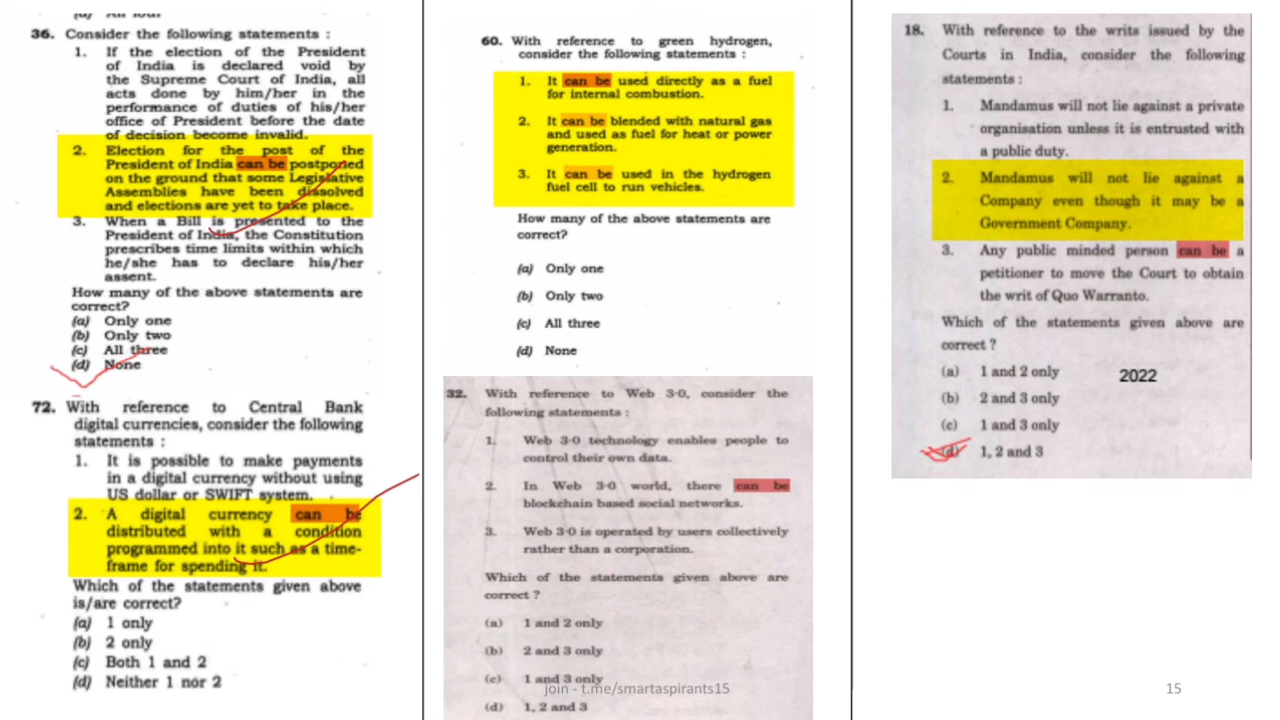 (d) All four
36. Consider the following statements :
1. If the election of the President
of India is declared void by
the Supreme Court of India, all
acts done by him/her in the
performance of duties of his/her
office of President before the date
of decision become invalid.
2. Election for the post of the
President of India can be postponed
on the ground that some Legislative
Assemblies have been dissolved
and elections are yet to take place.
3. When a Bill is presented to the
President of India, the Constitution
prescribes time limits within which
he/she has to declare his/her
assent.
How many of the above statements are
correct?
(a) Only one
(b) Only two
(c) All three
(d) None
72. With reference to Central Bank
digital currencies, consider the following
statements :
1. It is possible to make payments
in a digital currency without using
US dollar or SWIFT system.
2. A digital currency can be
distributed with a condition
programmed into it such as a time-
frame for spending it.
Which of the statements given above
is/are correct?
(a) 1 only
(b) 2 only
(c) Both 1 and 2
(d) Neither 1 nor 2
60. With reference to green hydrogen,
consider the following statements :
1. It can be used directly as a fuel
for internal combustion.
2. It can be blended with natural gas
and used as fuel for heat or power
generation.
3. It can be used in the hydrogen
fuel cell to run vehicles.
How many of the above statements are
correct?
(a) Only one
(b) Only two
(c) All three
(d) None
32. With reference to Web 3·0, consider the
following statements :
1. Web 3·0 technology enables people to
control their own data.
2. In Web 3·0 world, there can be
blockchain based social networks.
3. Web 3·0 is operated by users collectively
rather than a corporation.
Which of the statements given above are
correct ?
(a) 1 and 2 only
(b) 2 and 3 only
(c) 1 and 3 only
(d) 1, 2 and 3
join - t.me/smartaspirants15
18. With reference to the writs issued by the
Courts in India, consider the following
statements :
1. Mandamus will not lie against a private
organisation unless it is entrusted with
a public duty.
2. Mandamus will not lie against a
Company even though it may be a
Government Company.
3. Any public minded person can be a
petitioner to move the Court to obtain
the writ of Quo Warranto.
Which of the statements given above are
correct ?
(a) 1 and 2 only
2022
(b) 2 and 3 only
(c) 1 and 3 only
(d) 1, 2 and 3
15